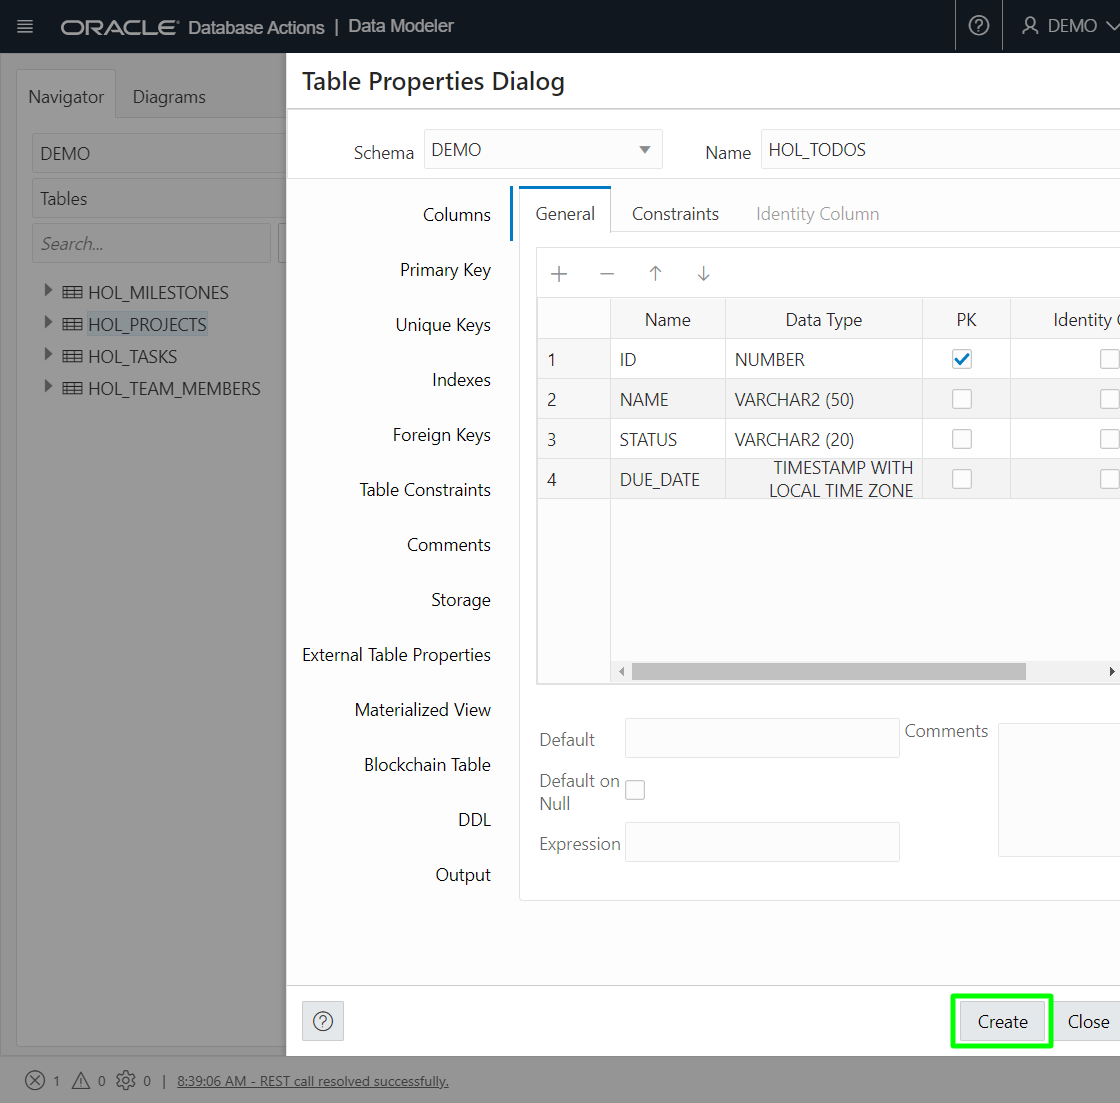 ORACLE Database Actions | Data Modeler
DEMO
Navigator
Diagrams
DEMO
Tables
Search...
HOL_MILESTONES
HOL_PROJECTS
HOL_TASKS
HOL_TEAM_MEMBERS
Table Properties Dialog
Schema
DEMO
Name
HOL_TODOS
Columns
Primary Key
Unique Keys
Indexes
Foreign Keys
Table Constraints
Comments
Storage
External Table Properties
Materialized View
Blockchain Table
DDL
Output
General
Constraints
Identity Column
Name Data Type PK Identity
1 ID NUMBER
2 NAME VARCHAR2 (50)
3 STATUS VARCHAR2 (20)
4 DUE_DATE TIMESTAMP WITH
LOCAL TIME ZONE
Default
Comments
Default on
Null
Expression
Create
Close
1 0 0 | 8:39:06 AM - REST call resolved successfully.